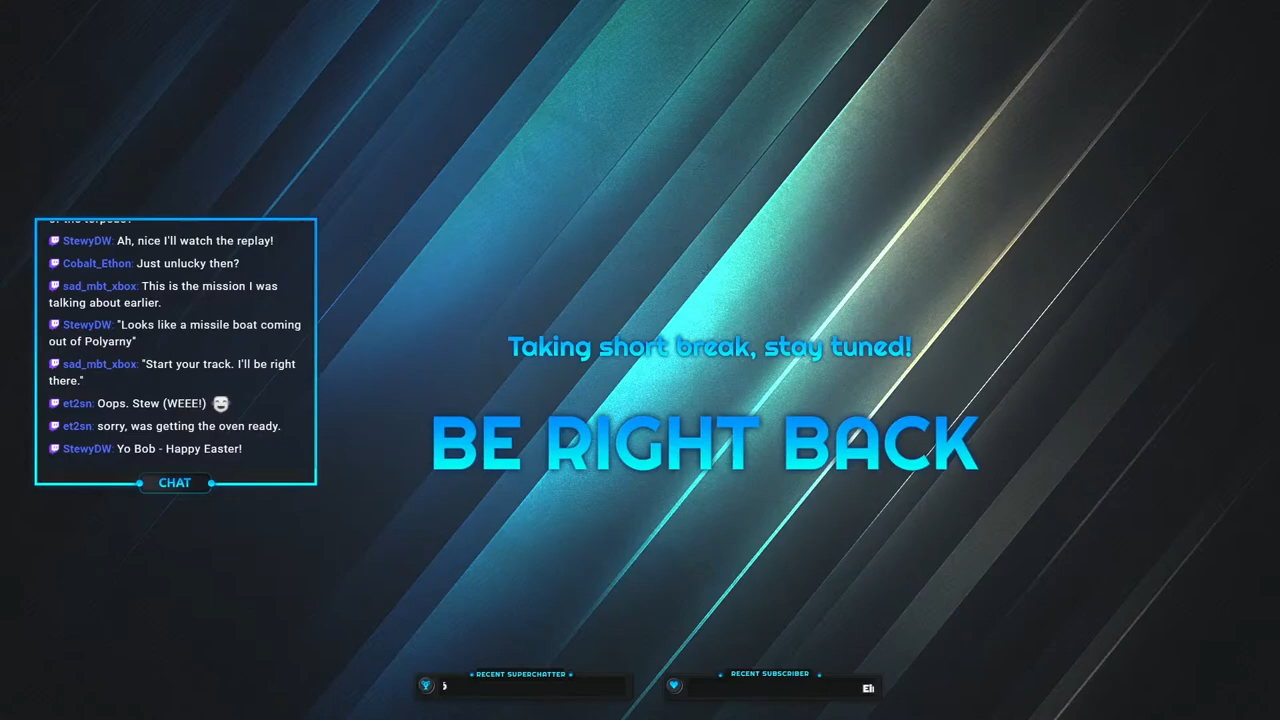 StewyDW: Ah, nice I'll watch the replay!
Cobalt_Ethon: Just unlucky then?
sad_mbt_xbox: This is the mission I was
talking about earlier.
StewyDW: "Looks like a missile boat coming
out of Polyarny"
sad_mbt_xbox: "Start your track. I'll be right
there."
et2sn: Oops. Stew (WEEE!)
et2sn: sorry, was getting the oven ready.
StewyDW: Yo Bob - Happy Easter!
CHAT
Taking short break, stay tuned!
BE RIGHT BACK
RECENT SUPERCHATTER
RECENT SUBSCRIBER